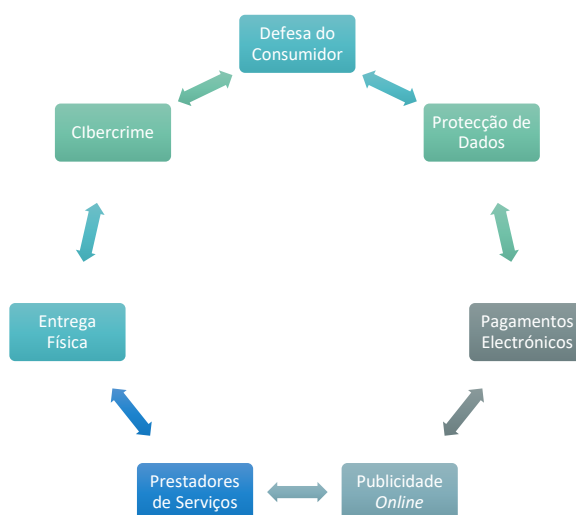 Defesa do
Consumidor
CIbercrime
Protecção de
Dados
Entrega
Física
Pagamentos
Electrónicos
Prestadores
de Serviços
Publicidade
Online